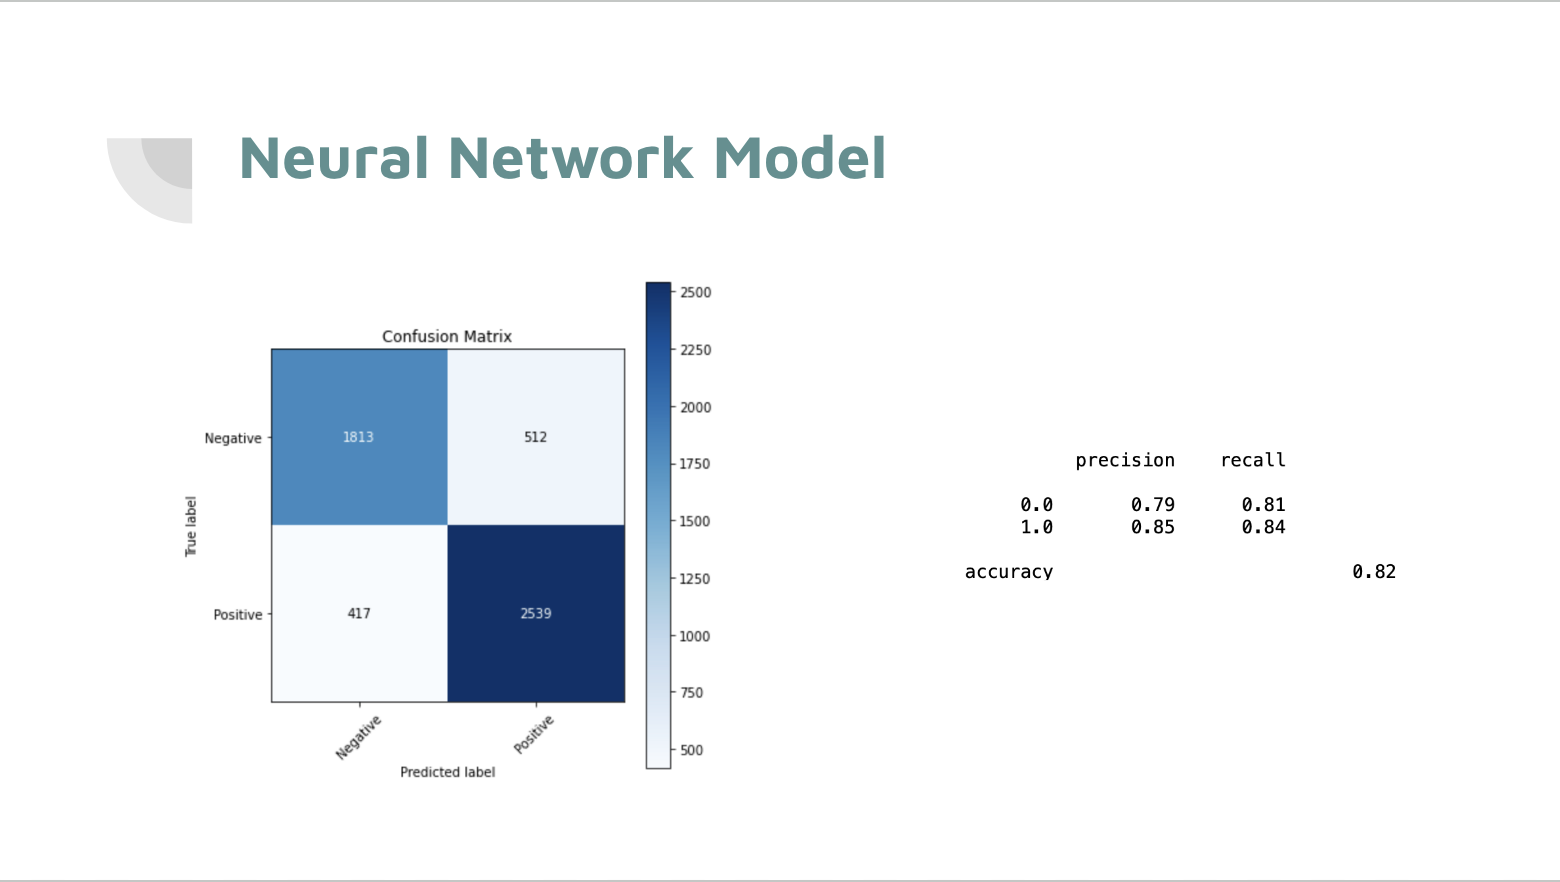 Neural Network Model
Confusion Matrix
True label
Negative
Positive
1813
512
417
2539
Negative
Positive
Predicted label
2500
2250
2000
1750
1500
1250
1000
750
500
precision recall
0.0 0.79 0.81
1.0 0.85 0.84
accuracy 0.82